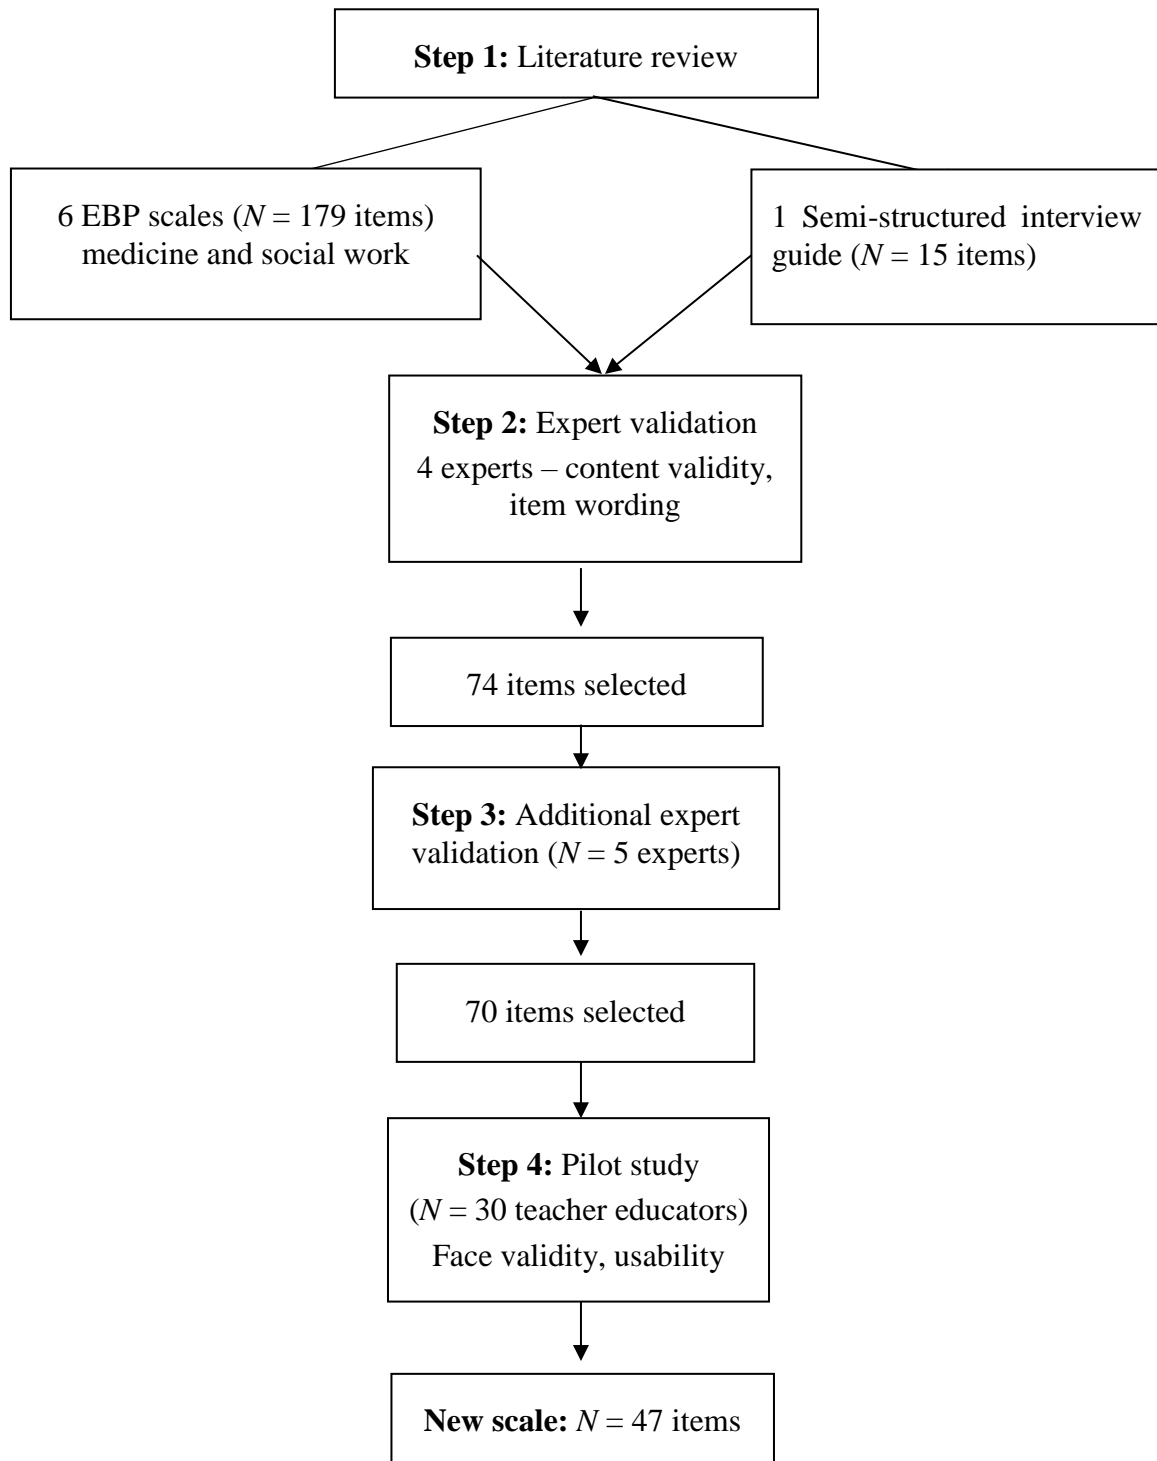 Step 1: Literature review
6 EBP scales (N = 179 items)
medicine and social work
1 Semi-structured interview
guide (N = 15 items)
Step 2: Expert validation
4 experts – content validity,
item wording
74 items selected
Step 3: Additional expert
validation (N = 5 experts)
70 items selected
Step 4: Pilot study
(N = 30 teacher educators)
Face validity, usability
New scale: N = 47 items